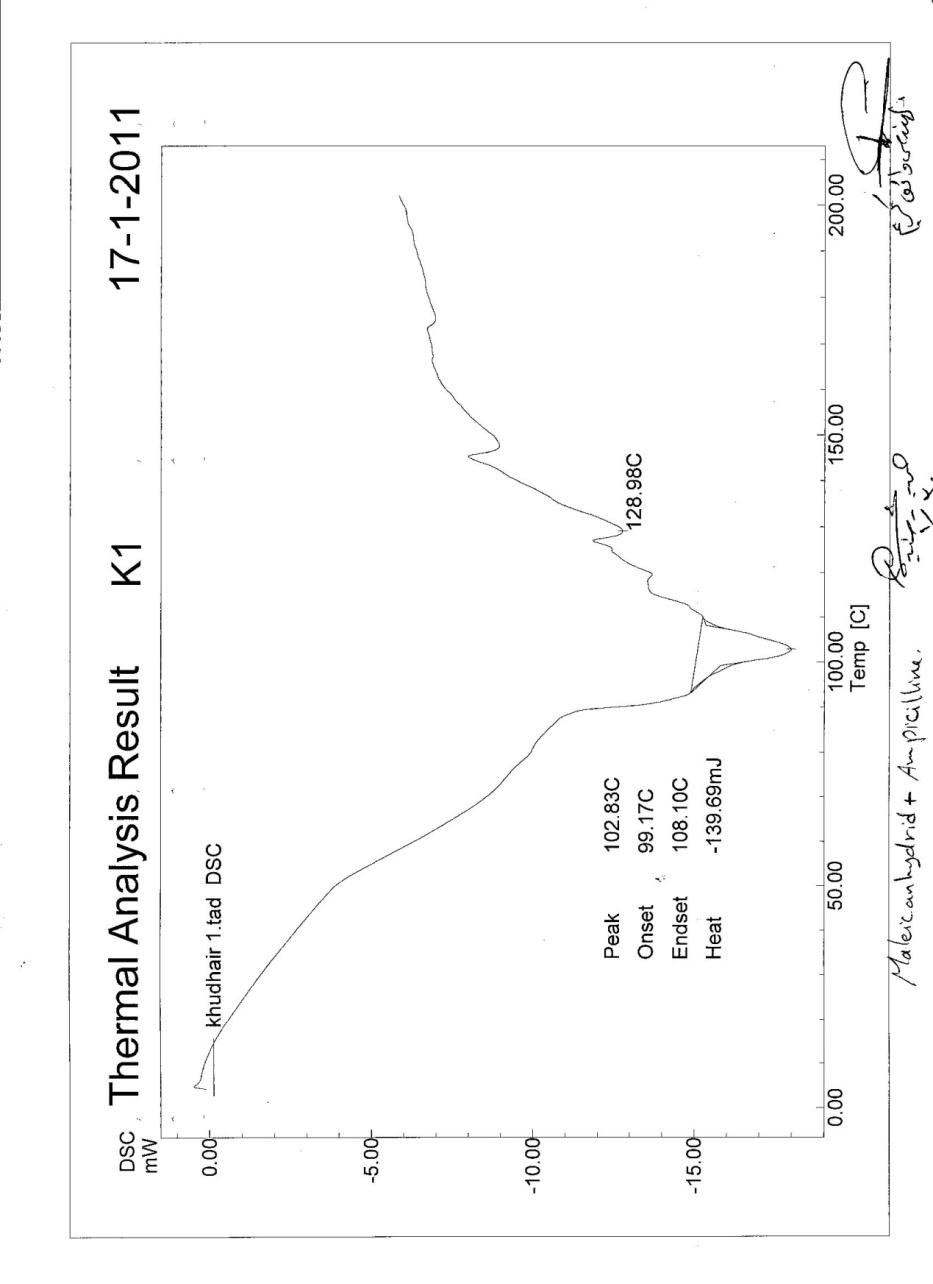 Thermal Analysis Result K1 17-1-2011
DSC
mW
khudhair 1.tad DSC
0.00
-5.00
-10.00
-15.00
Peak 102.83C
Onset 99.17C
Endset 108.10C
Heat -139.69mJ
128.98C
0.00 50.00 100.00 150.00 200.00
Temp [C]
Maleic anhydrid + Ampicilline.